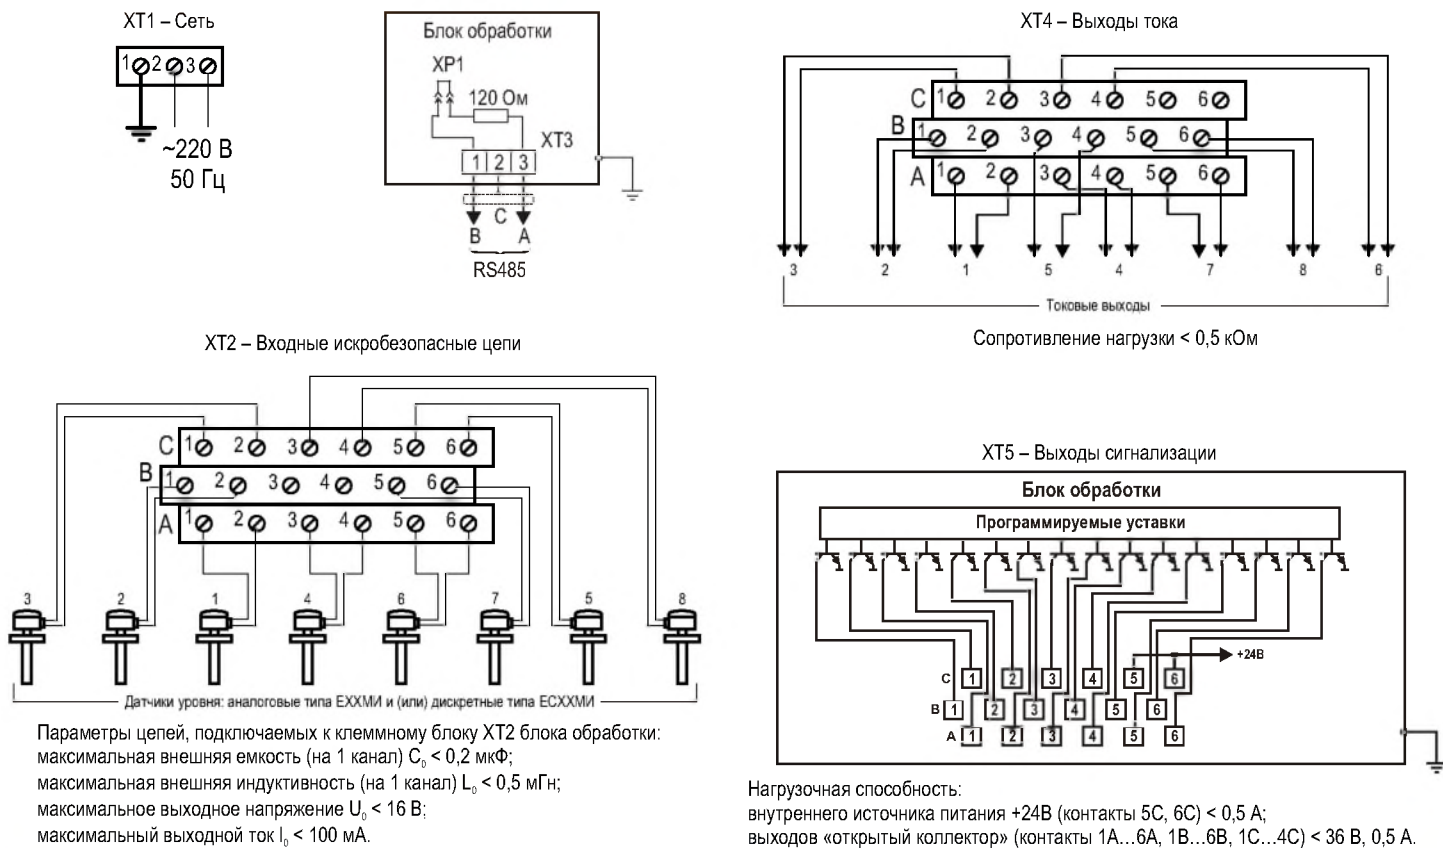 ХТ1 – Сеть
1 2 3
~220 В
50 Гц
Блок обработки
ХР1
120 Ом
ХТ3
1 2 3
С
В А
RS485
ХТ4 – Выходы тока
С 1 2 3 4 5 6
В 1 2 3 4 5 6
А 1 2 3 4 5 6
3 2 1 5 4 7 8 6
Токовые выходы
Сопротивление нагрузки < 0,5 кОм
ХТ2 – Входные искробезопасные цепи
С 1 2 3 4 5 6
В 1 2 3 4 5 6
А 1 2 3 4 5 6
3 2 1 4 6 7 5 8
Датчики уровня: аналоговые типа ЕХХМИ и (или) дискретные типа ЕСХХМИ
Параметры цепей, подключаемых к клеммному блоку ХТ2 блока обработки:
максимальная внешняя емкость (на 1 канал) C₀ < 0,2 мкФ;
максимальная внешняя индуктивность (на 1 канал) L₀ < 0,5 мГн;
максимальное выходное напряжение U₀ < 16 В;
максимальный выходной ток I₀ < 100 мА.
ХТ5 – Выходы сигнализации
Блок обработки
Программируемые уставки
+24В
С 1 2 3 4 5 6
В 1 2 3 4 5 6
А 1 2 3 4 5 6
Нагрузочная способность:
внутреннего источника питания +24В (контакты 5С, 6С) < 0,5 А;
выходов «открытый коллектор» (контакты 1А...6А, 1В...6В, 1С...4С) < 36 В, 0,5 А.